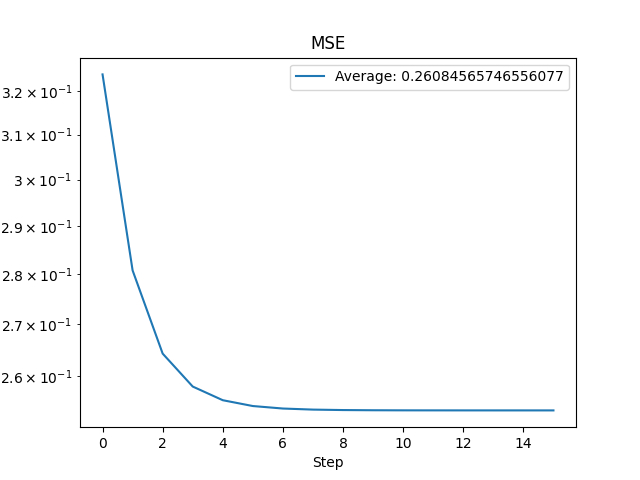 MSE
Average: 0.26084565746556077
3.2 × 10⁻¹
3.1 × 10⁻¹
3 × 10⁻¹
2.9 × 10⁻¹
2.8 × 10⁻¹
2.7 × 10⁻¹
2.6 × 10⁻¹
0 2 4 6 8 10 12 14
Step